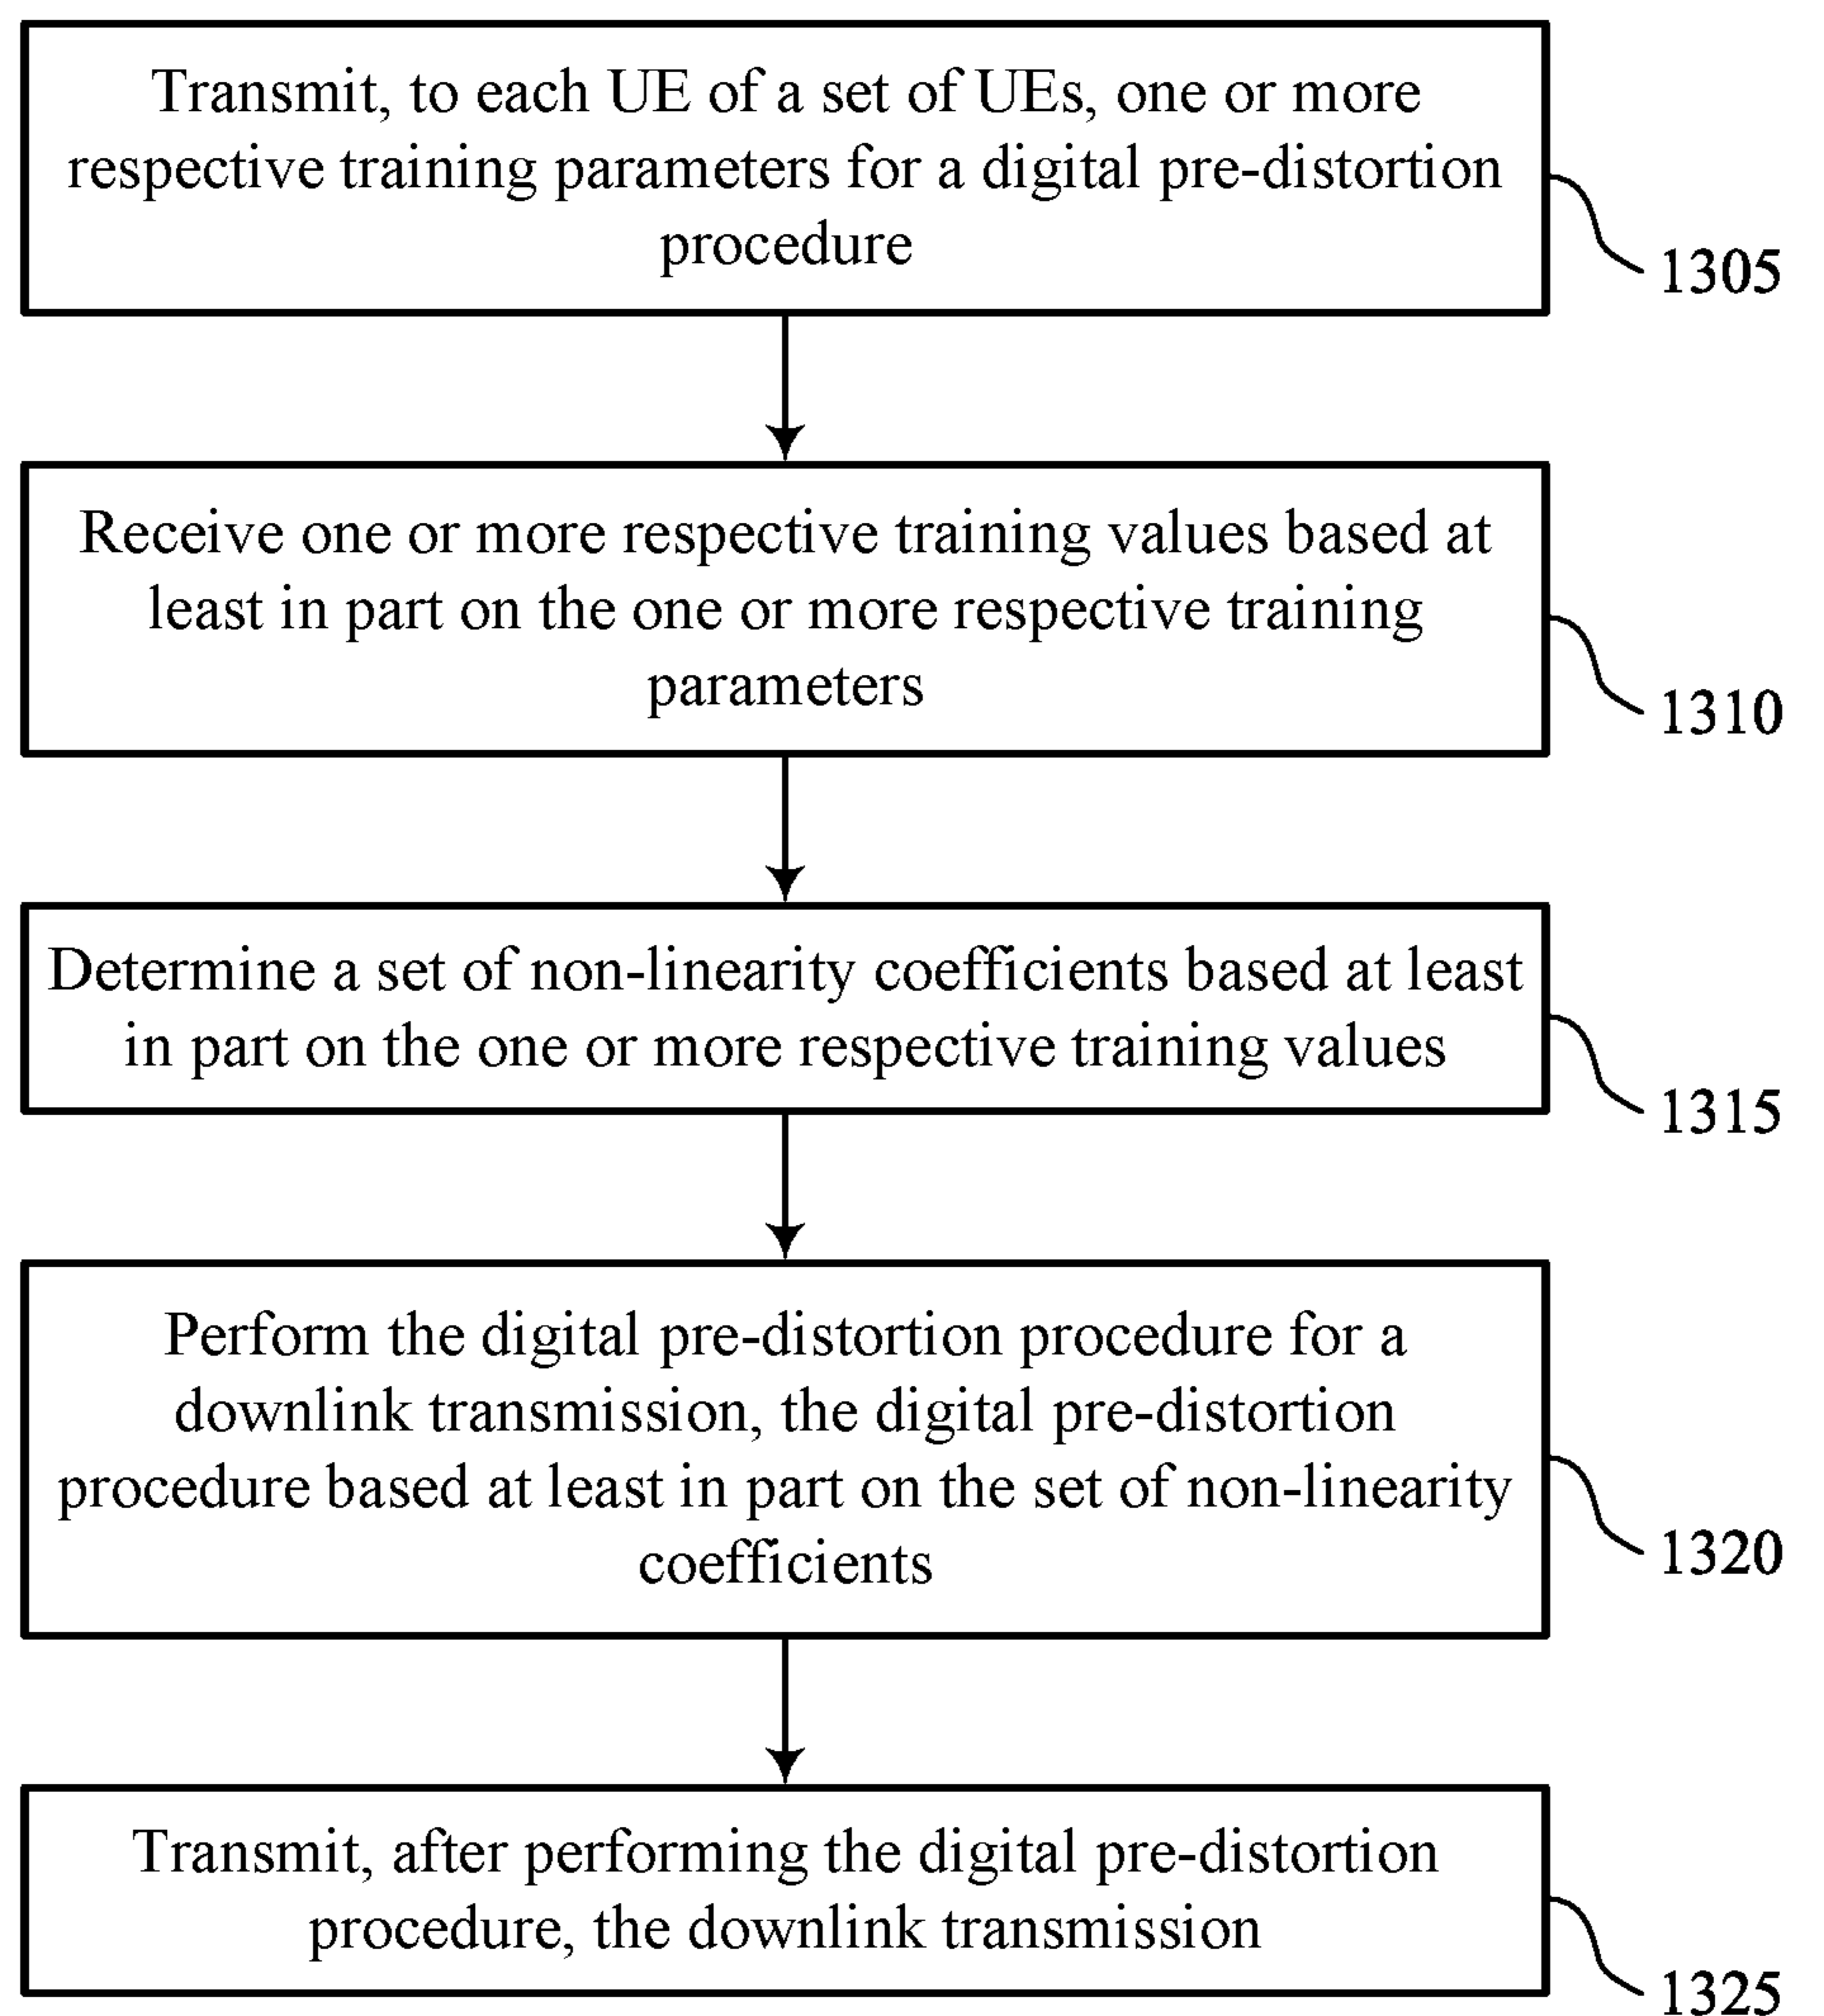 Transmit, to each UE of a set of UEs, one or more
respective training parameters for a digital pre-distortion
procedure
1305
Receive one or more respective training values based at
least in part on the one or more respective training
parameters
1310
Determine a set of non-linearity coefficients based at least
in part on the one or more respective training values
1315
Perform the digital pre-distortion procedure for a
downlink transmission, the digital pre-distortion
procedure based at least in part on the set of non-linearity
coefficients
1320
Transmit, after performing the digital pre-distortion
procedure, the downlink transmission
1325